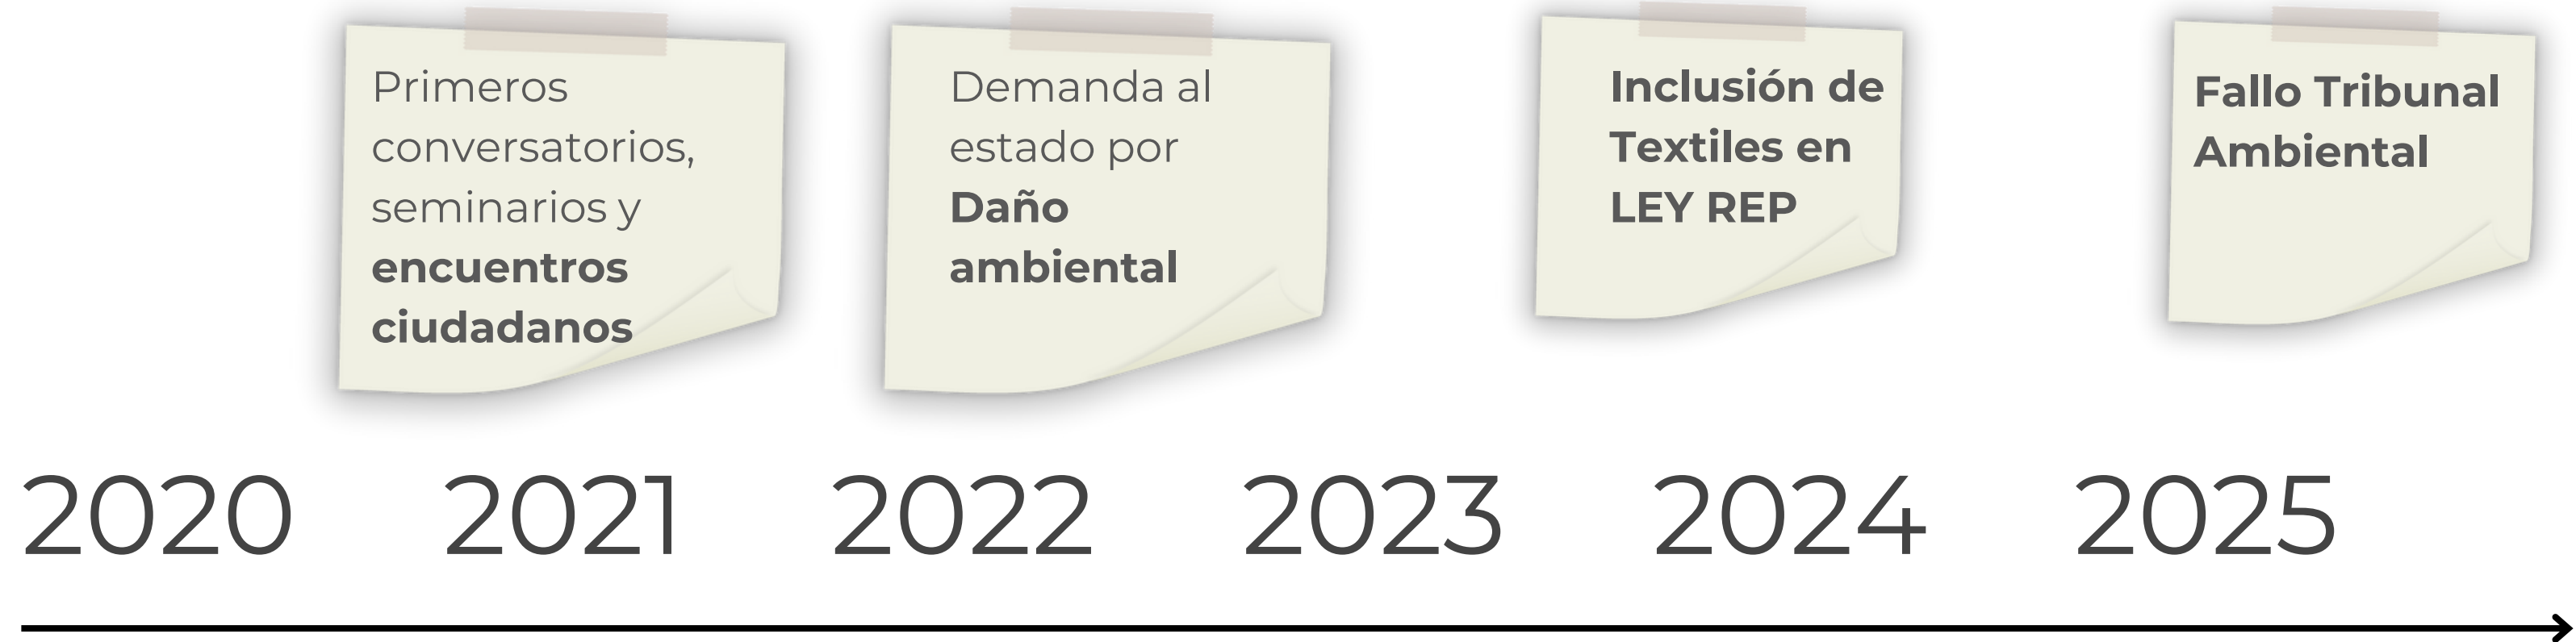 Primeros
conversatorios,
seminarios y
encuentros
ciudadanos
Demanda al
estado por
Daño
ambiental
Inclusión de
Textiles en
LEY REP
Fallo Tribunal
Ambiental
2020 2021 2022 2023 2024 2025